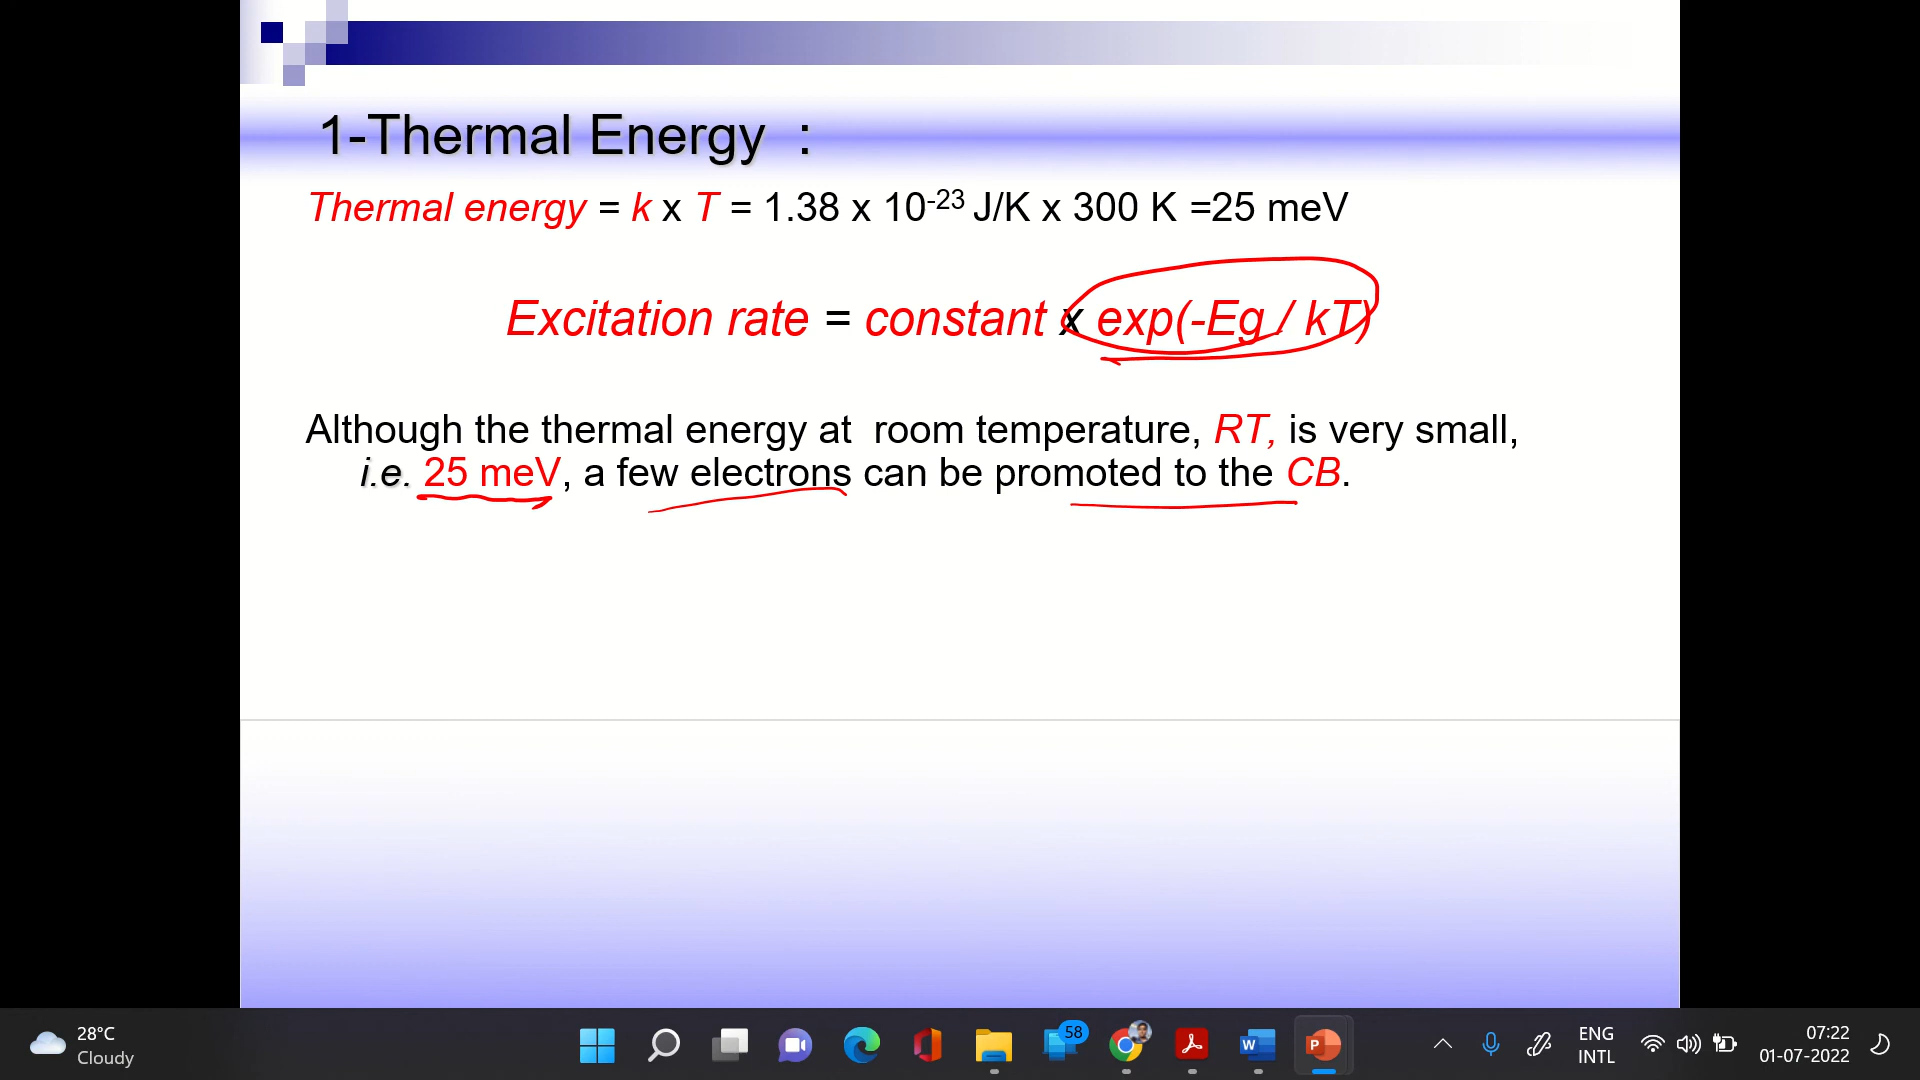 1-Thermal Energy :
Thermal energy = k x T = 1.38 x 10⁻²³ J/K x 300 K =25 meV
Excitation rate = constant x exp(-Eg / kT)
Although the thermal energy at room temperature, RT, is very small,
i.e. 25 meV, a few electrons can be promoted to the CB.
28°C
Cloudy
58
ENG
INTL
07:22
01-07-2022